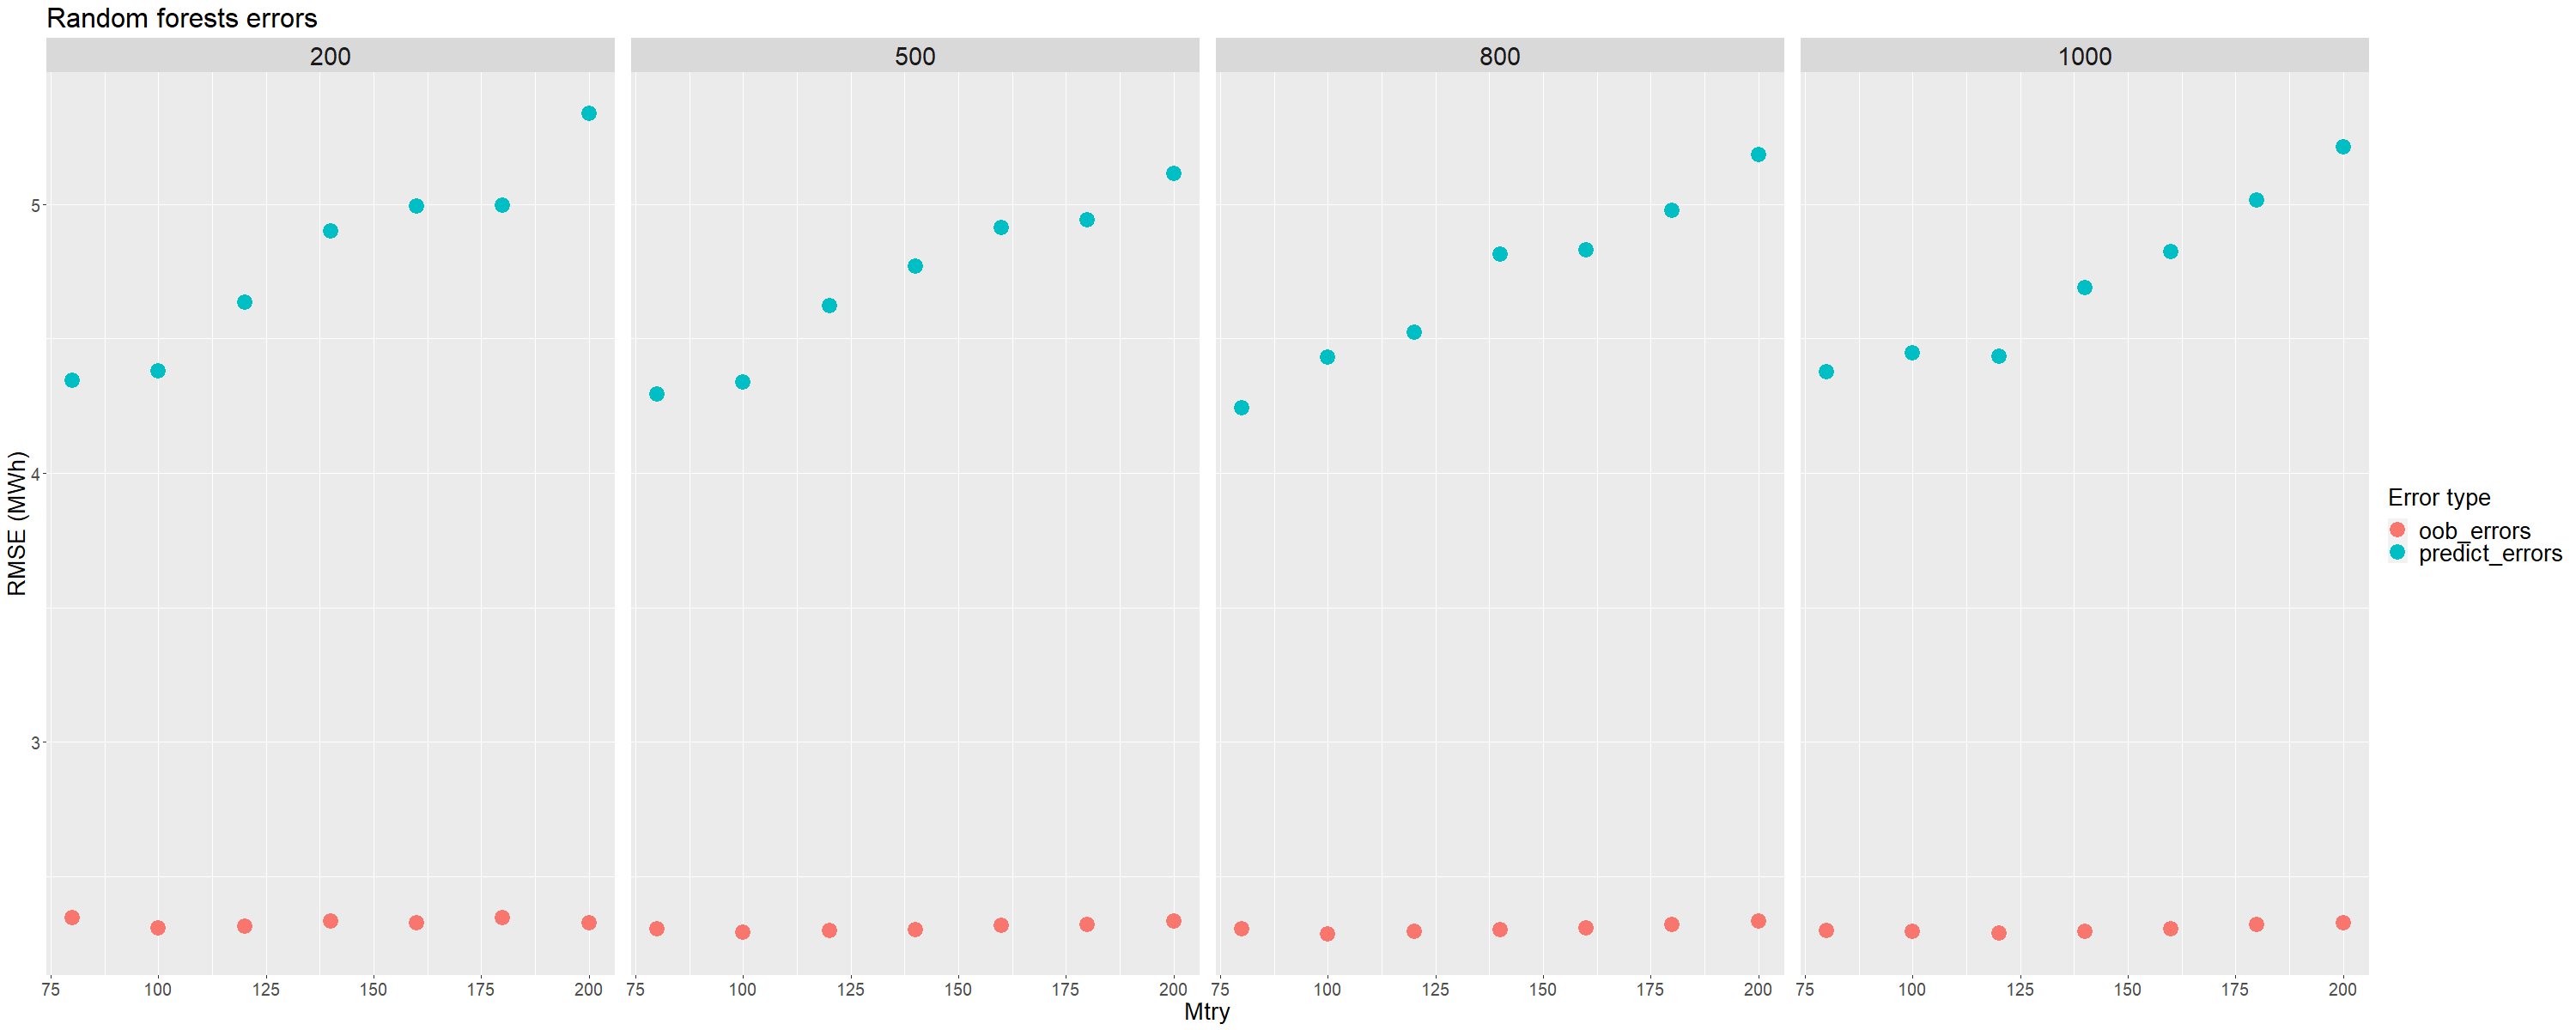 Random forests errors
200
500
800
1000
RMSE (MWh)
5
4
3
75 100 125 150 175 200
75 100 125 150 175 200
75 100 125 150 175 200
75 100 125 150 175 200
Mtry
Error type
oob_errors
predict_errors